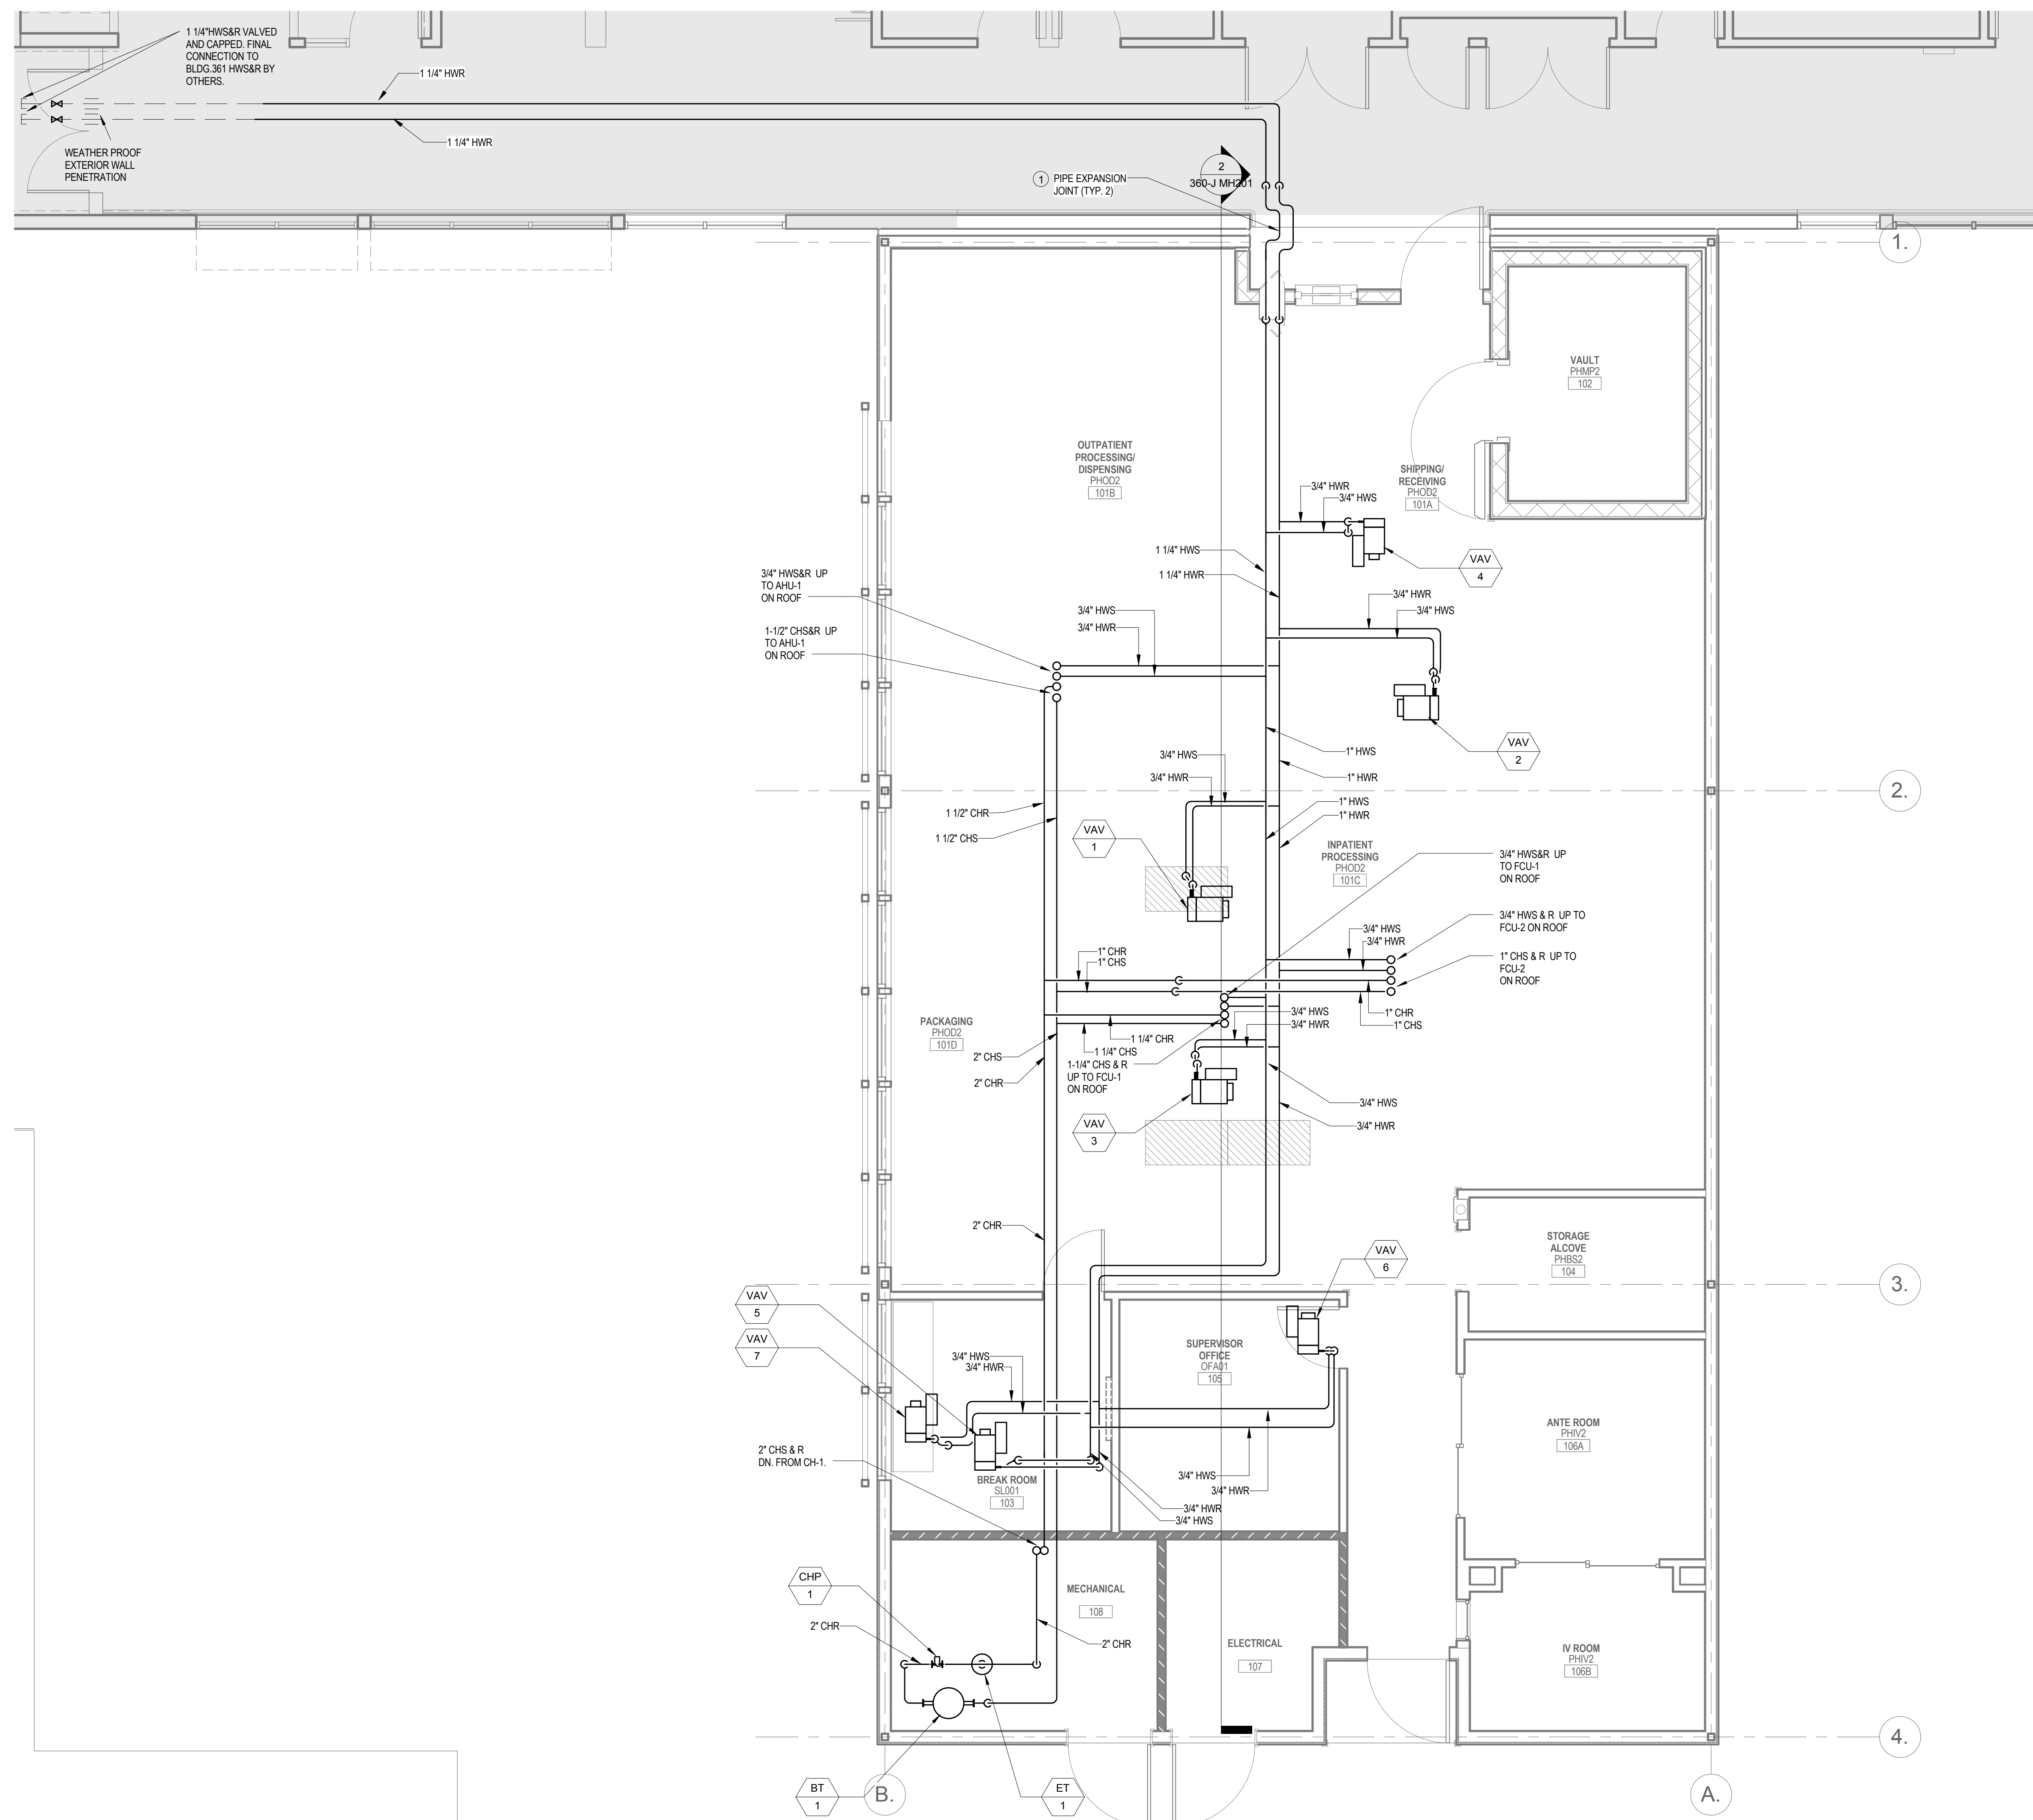 1 1/4"HWS&R VALVED
AND CAPPED. FINAL
CONNECTION TO
BLDG.361 HWS&R BY
OTHERS.
1 1/4" HWR
1 1/4" HWR
WEATHER PROOF
EXTERIOR WALL
PENETRATION
1 PIPE EXPANSION
JOINT (TYP. 2)
2
360-J MH201
1.
VAULT
PHMP2
102
OUTPATIENT
PROCESSING/
DISPENSING
PHOD2
101B
SHIPPING/
RECEIVING
PHOD2
101A
3/4" HWR
3/4" HWS
VAV
4
1 1/4" HWS
1 1/4" HWR
3/4" HWS&R UP
TO AHU-1
ON ROOF
3/4" HWS
3/4" HWR
3/4" HWR
3/4" HWS
1-1/2" CHS&R UP
TO AHU-1
ON ROOF
VAV
2
1" HWS
1" HWR
3/4" HWS
3/4" HWR
2.
1 1/2" CHR
1 1/2" CHS
VAV
1
1" HWS
1" HWR
INPATIENT
PROCESSING
PHOD2
101C
3/4" HWS&R UP
TO FCU-1
ON ROOF
3/4" HWS & R UP TO
FCU-2 ON ROOF
3/4" HWS
3/4" HWR
1" CHR
1" CHS
1" CHS & R UP TO
FCU-2
ON ROOF
PACKAGING
PHOD2
101D
3/4" HWS
3/4" HWR
1" CHR
1" CHS
1 1/4" CHR
1 1/4" CHS
2" CHS
2" CHR
1-1/4" CHS & R
UP TO FCU-1
ON ROOF
VAV
3
3/4" HWS
3/4" HWR
2" CHR
STORAGE
ALCOVE
PHBS2
104
VAV
6
3.
VAV
5
VAV
7
3/4" HWS
3/4" HWR
SUPERVISOR
OFFICE
OFA01
105
ANTE ROOM
PHIV2
106A
2" CHS & R
DN. FROM CH-1.
BREAK ROOM
SL001
103
3/4" HWS
3/4" HWR
3/4" HWR
3/4" HWS
CHP
1
MECHANICAL
108
2" CHR
2" CHR
ELECTRICAL
107
IV ROOM
PHIV2
106B
4.
BT
1
B.
ET
1
A.